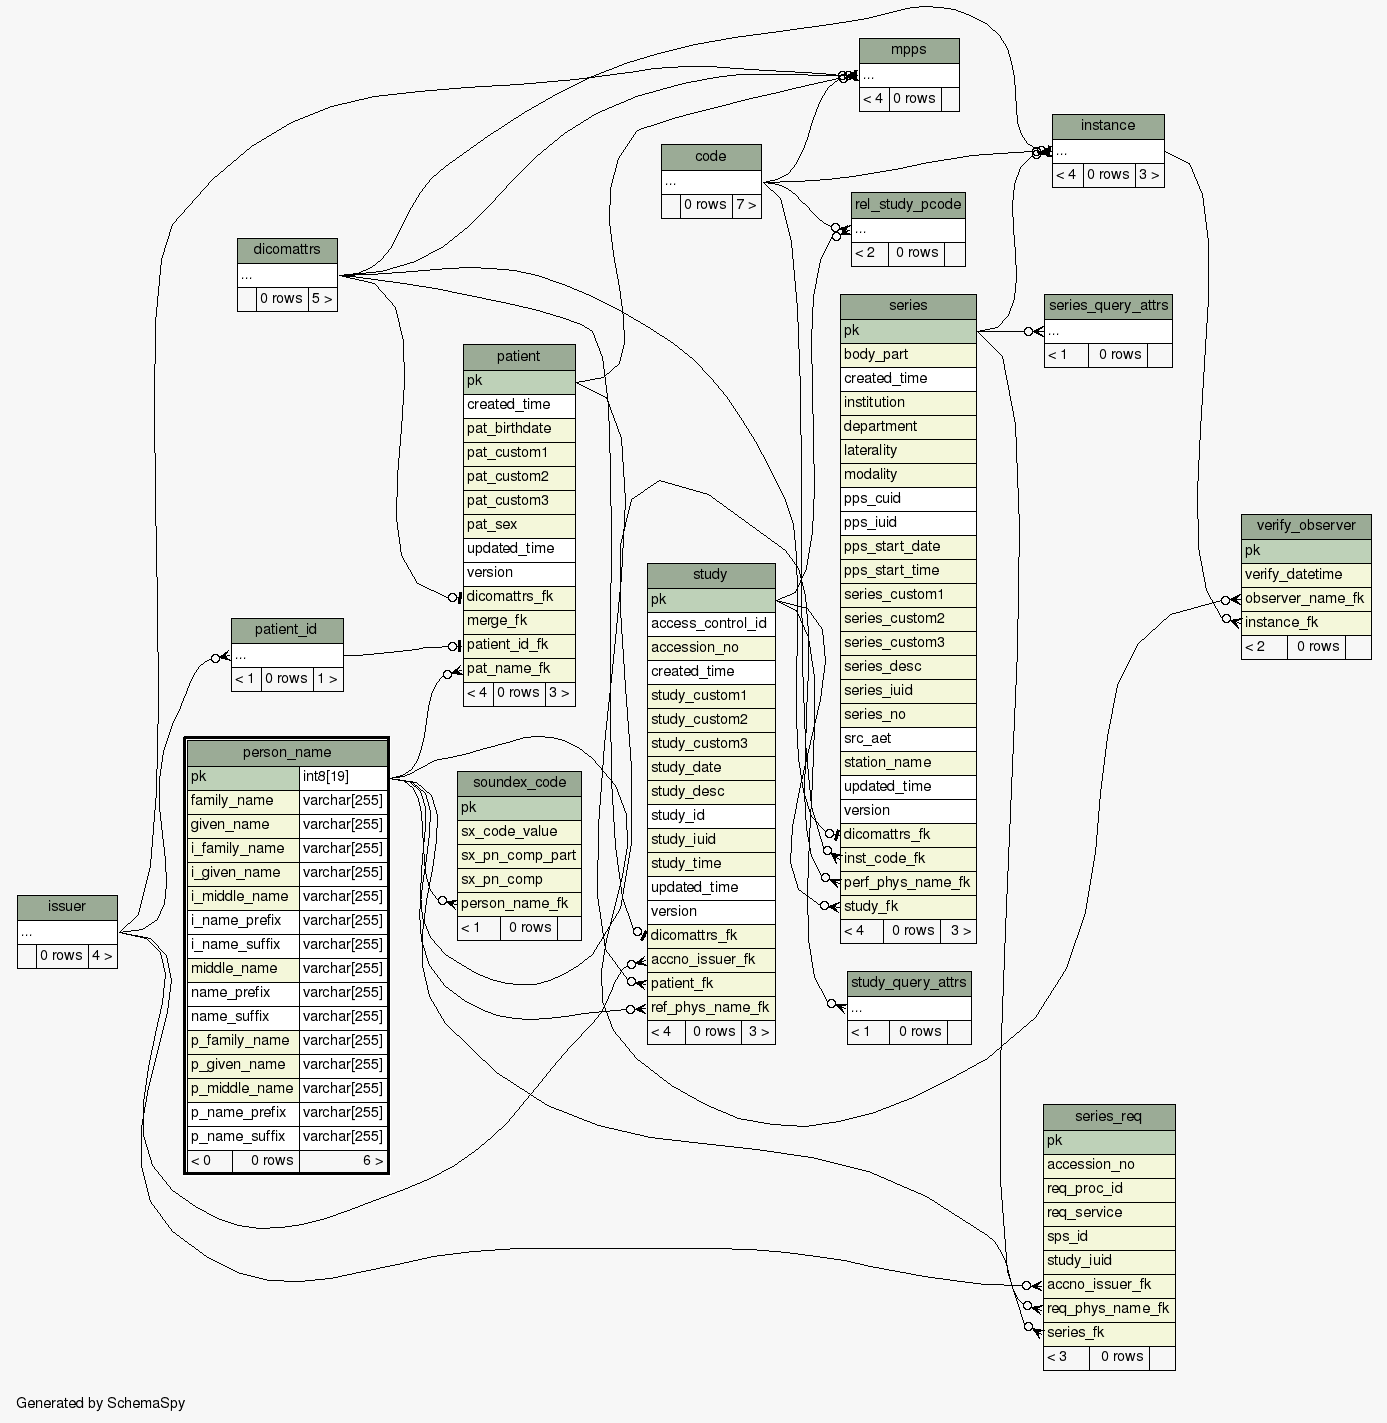 mpps
...
< 4 0 rows
instance
...
< 4 0 rows 3 >
code
...
0 rows 7 >
rel_study_pcode
...
< 2 0 rows
dicomattrs
...
0 rows 5 >
series
pk
body_part
created_time
institution
department
laterality
modality
pps_cuid
pps_iuid
pps_start_date
pps_start_time
series_custom1
series_custom2
series_custom3
series_desc
series_iuid
series_no
src_aet
station_name
updated_time
version
dicomattrs_fk
inst_code_fk
perf_phys_name_fk
study_fk
< 4 0 rows 3 >
series_query_attrs
...
< 1 0 rows
patient
pk
created_time
pat_birthdate
pat_custom1
pat_custom2
pat_custom3
pat_sex
updated_time
version
dicomattrs_fk
merge_fk
patient_id_fk
pat_name_fk
< 4 0 rows 3 >
verify_observer
pk
verify_datetime
observer_name_fk
instance_fk
< 2 0 rows
study
pk
access_control_id
accession_no
created_time
study_custom1
study_custom2
study_custom3
study_date
study_desc
study_id
study_iuid
study_time
updated_time
version
dicomattrs_fk
accno_issuer_fk
patient_fk
ref_phys_name_fk
< 4 0 rows 3 >
patient_id
...
< 1 0 rows 1 >
person_name
pk int8[19]
family_name varchar[255]
given_name varchar[255]
i_family_name varchar[255]
i_given_name varchar[255]
i_middle_name varchar[255]
i_name_prefix varchar[255]
i_name_suffix varchar[255]
middle_name varchar[255]
name_prefix varchar[255]
name_suffix varchar[255]
p_family_name varchar[255]
p_given_name varchar[255]
p_middle_name varchar[255]
p_name_prefix varchar[255]
p_name_suffix varchar[255]
< 0 0 rows 6 >
soundex_code
pk
sx_code_value
sx_pn_comp_part
sx_pn_comp
person_name_fk
< 1 0 rows
issuer
...
0 rows 4 >
study_query_attrs
...
< 1 0 rows
series_req
pk
accession_no
req_proc_id
req_service
sps_id
study_iuid
accno_issuer_fk
req_phys_name_fk
series_fk
< 3 0 rows
Generated by SchemaSpy